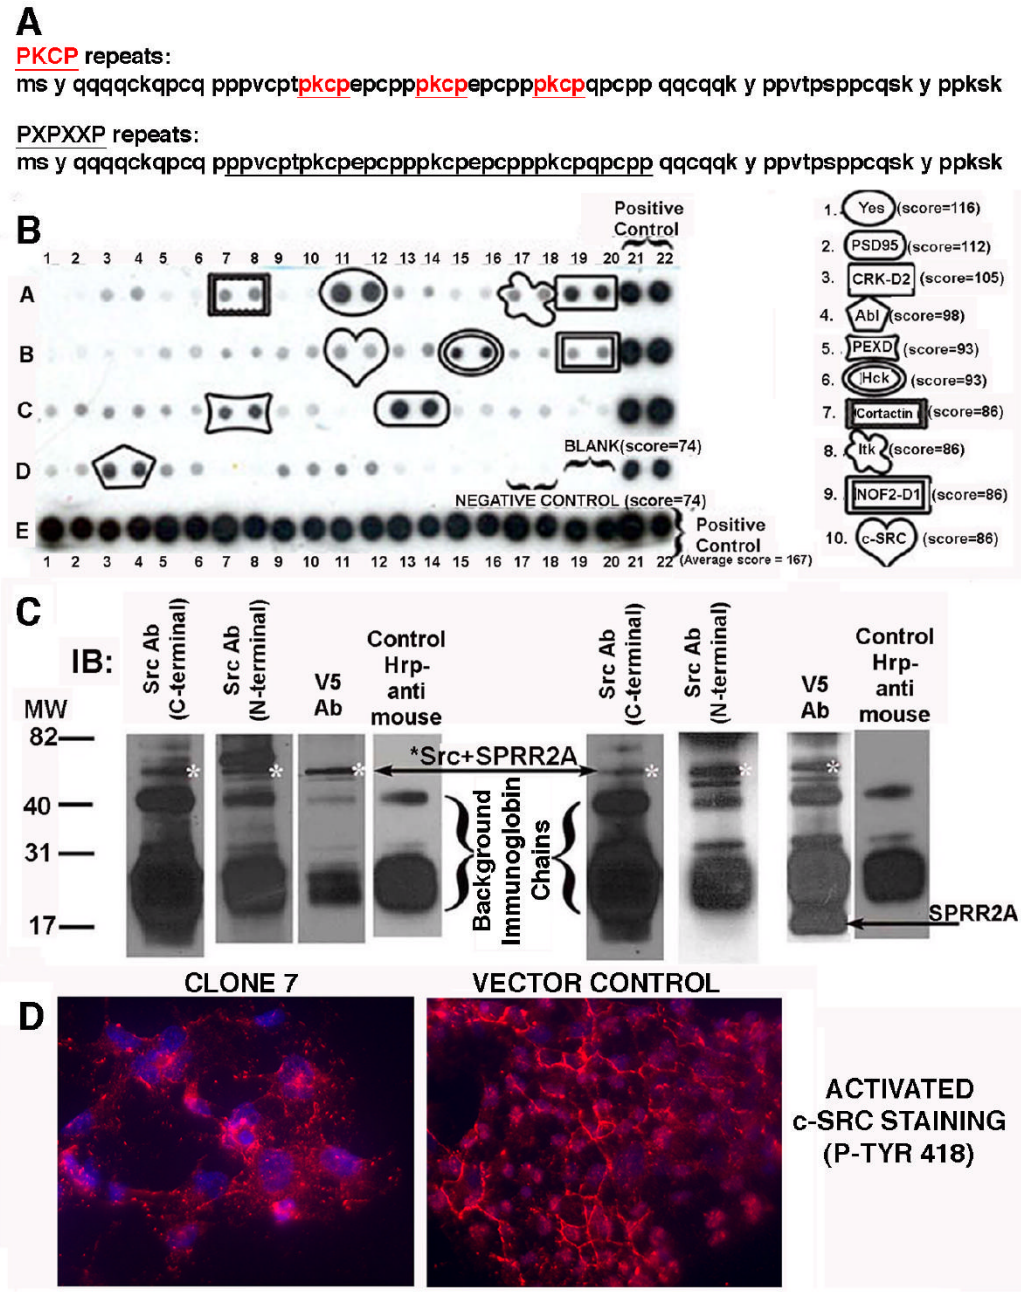 A
PKCP repeats:
ms y qqqqckqpcq pppvcptpkcpepcpppkcpepcpppkcpqpcpp qqcqqk y ppvtpsppcqsk y ppksk
PXPXXP repeats:
ms y qqqqckqpcq pppvcptpkcpepcpppkcpepcpppkcpqpcpp qqcqqk y ppvtpsppcqsk y ppksk
B
Positive
Control
1 2 3 4 5 6 7 8 9 10 11 12 13 14 15 16 17 18 19 20 21 22
A
B
C
D
E
BLANK(score=74)
NEGATIVE CONTROL (score=74)
Positive
Control
(Average score = 167)
1 2 3 4 5 6 7 8 9 10 11 12 13 14 15 16 17 18 19 20 21 22
1. Yes (score=116)
2. PSD95 (score=112)
3. CRK-D2 (score=105)
4. Abl (score=98)
5. PEXD (score=93)
6. Hck (score=93)
7. Cortactin (score=86)
8. Itk (score=86)
9. NOF2-D1 (score=86)
10. c-SRC (score=86)
C
IB:
Src Ab
(C-terminal)
Src Ab
(N-terminal)
V5
Ab
Control
Hrp-
anti
mouse
Src Ab
(C-terminal)
Src Ab
(N-terminal)
V5
Ab
Control
Hrp-
anti
mouse
MW
82
40
31
17
*Src+SPRR2A
* * * * * *
Background
Immunoglobin
Chains
SPRR2A
D
CLONE 7
VECTOR CONTROL
ACTIVATED
c-SRC STAINING
(P-TYR 418)